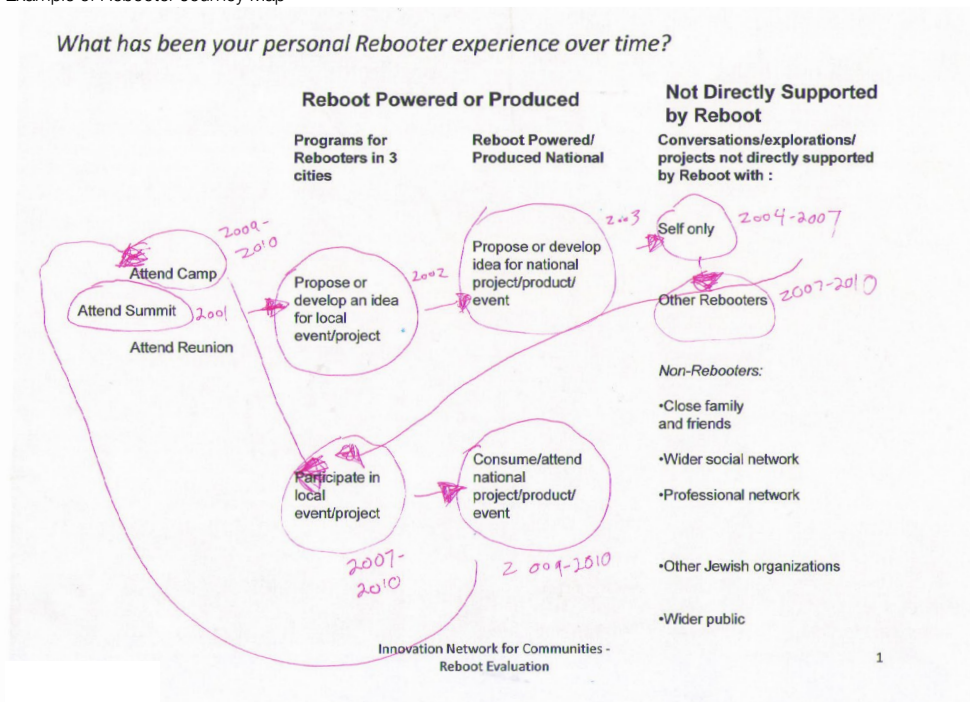 Example of Rebooter Journey Map
What has been your personal Rebooter experience over time?
Reboot Powered or Produced
Not Directly Supported
by Reboot
Programs for
Rebooters in 3
cities
Reboot Powered/
Produced National
Conversations/explorations/
projects not directly supported
by Reboot with :
2009-
2010
Attend Camp
Attend Summit
2001
Attend Reunion
Propose or
develop an idea
for local
event/project
2002
Propose or develop
idea for national
project/product/
event
2003
Self only
2004-2007
Other Rebooters
2007-2010
Non-Rebooters:
•Close family
and friends
•Wider social network
•Professional network
•Other Jewish organizations
•Wider public
Participate in
local
event/project
2007-
2010
Consume/attend
national
project/product/
event
2009-2010
Innovation Network for Communities -
Reboot Evaluation
1